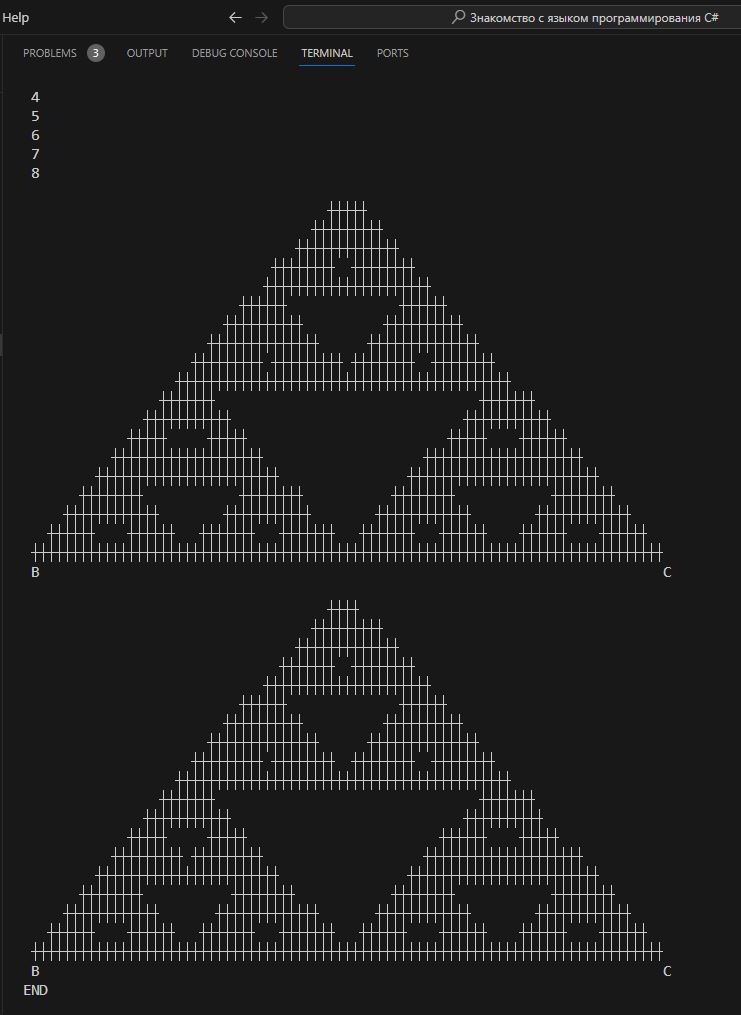 Help
Знакомство с языком программирования C#
PROBLEMS 3 OUTPUT DEBUG CONSOLE TERMINAL PORTS
4
5
6
7
8
B C
B C
END